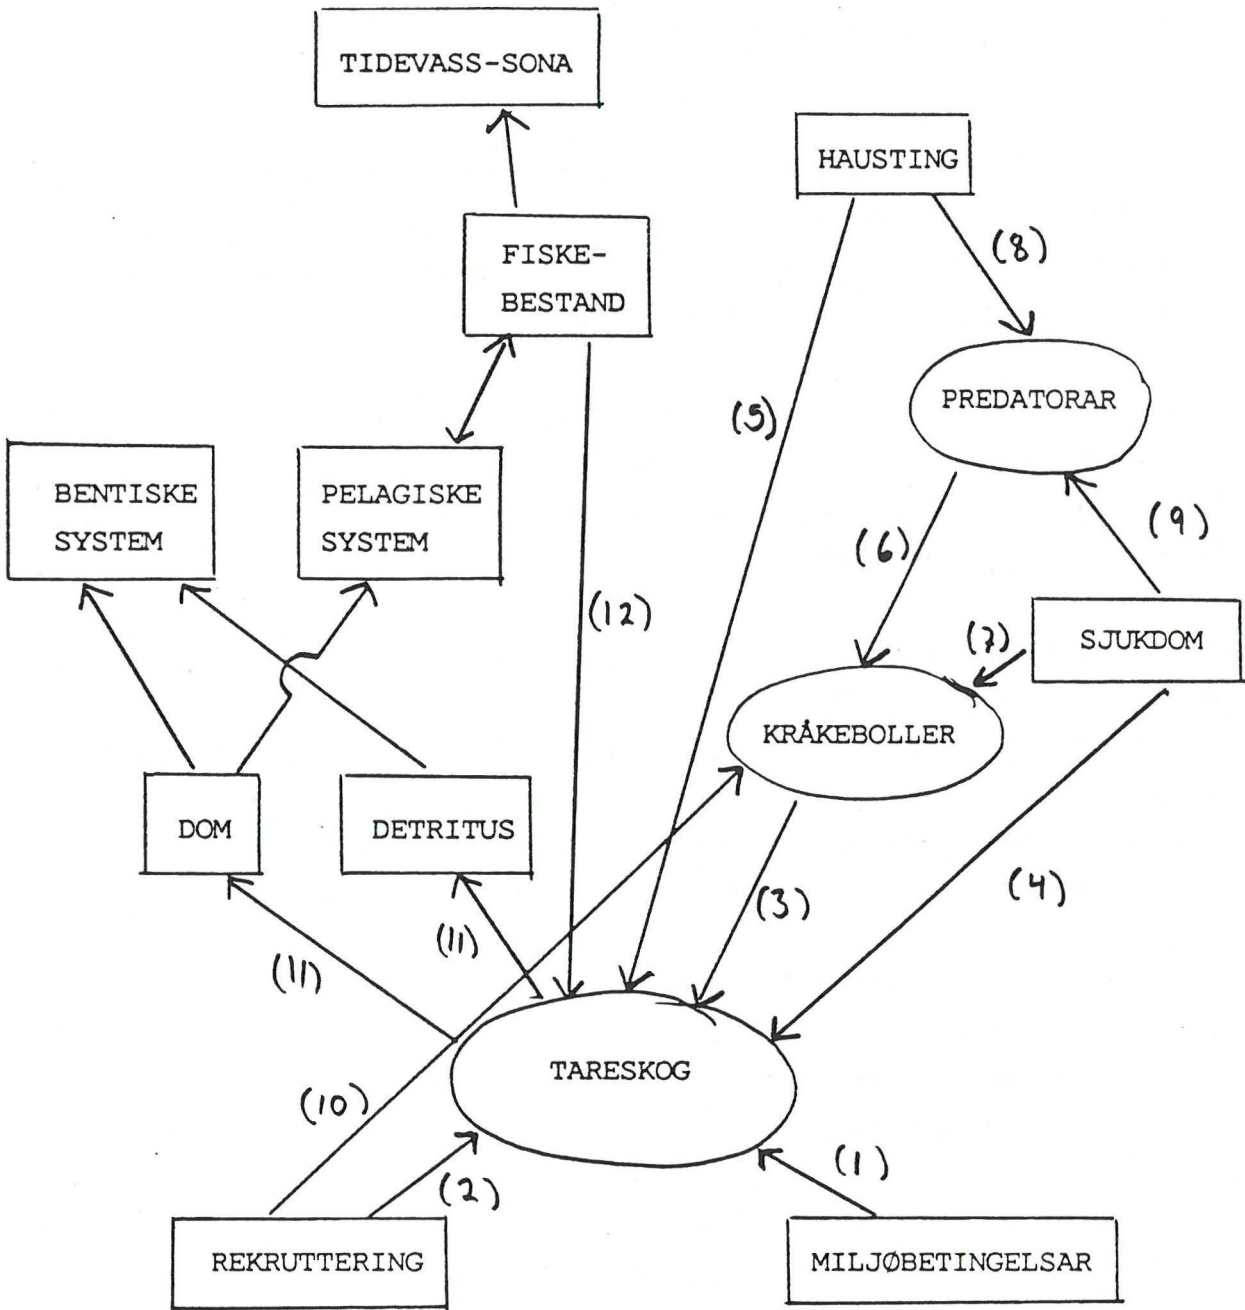 TIDEVASS-SONA
HAUSTING
(8)
FISKE-
BESTAND
PREDATORAR
(5)
BENTISKE
SYSTEM
PELAGISKE
SYSTEM
(6)
(9)
(12)
(7)
SJUKDOM
KRÅKEBOLLER
DOM
DETRITUS
(3)
(4)
(11)
(11)
TARESKOG
(10)
(2)
(1)
REKRUTTERING
MILJØBETINGELSAR